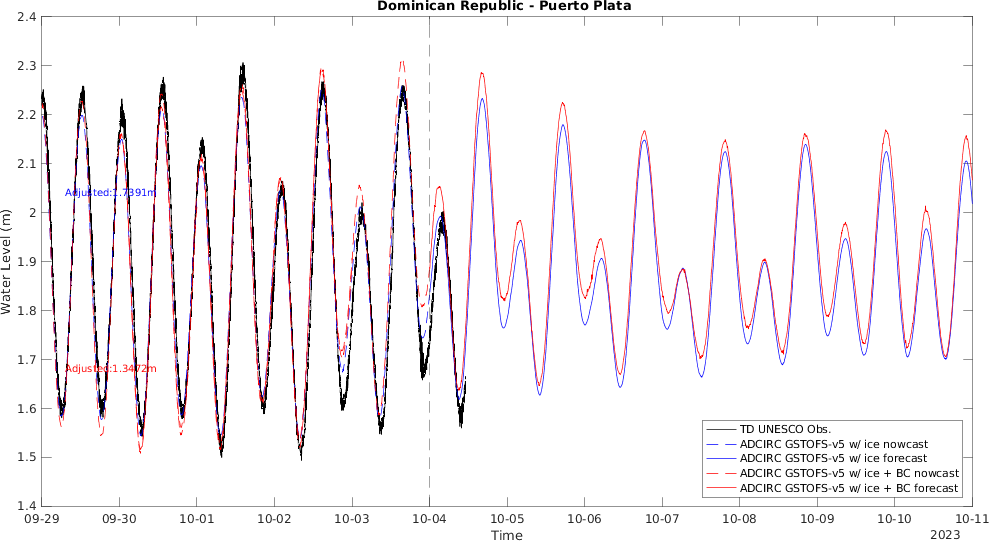 Dominican Republic - Puerto Plata
2.4
2.3
2.2
2.1
2
1.9
1.8
1.7
1.6
1.5
1.4
Water Level (m)
Adjusted:1.7391m
Adjusted:1.3472m
TD UNESCO Obs.
ADCIRC GSTOFS-v5 w/ ice nowcast
ADCIRC GSTOFS-v5 w/ ice forecast
ADCIRC GSTOFS-v5 w/ ice + BC nowcast
ADCIRC GSTOFS-v5 w/ ice + BC forecast
09-29 09-30 10-01 10-02 10-03 10-04 10-05 10-06 10-07 10-08 10-09 10-10 10-11
Time
2023